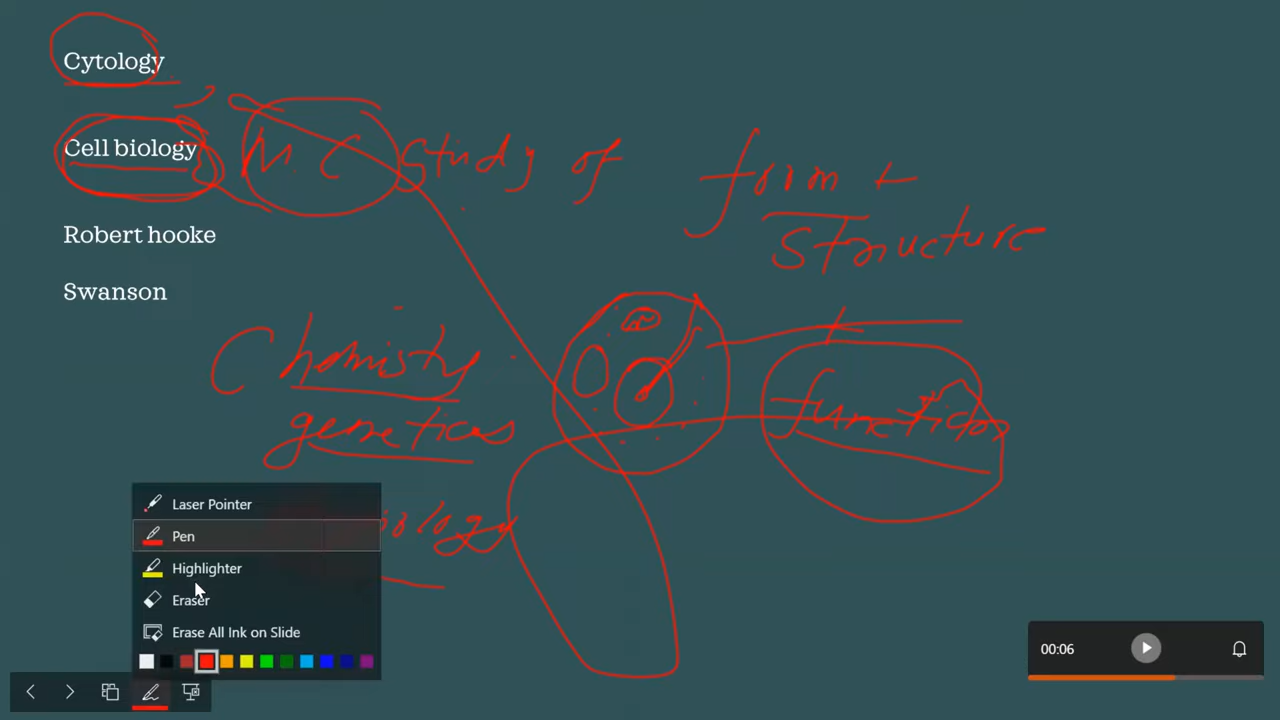 Cytology
Cell biology
M C study of form +
structure
Robert hooke
Swanson
Chemisty
genetics
function
Laser Pointer
Pen
Highlighter
Eraser
Erase All Ink on Slide
00:06